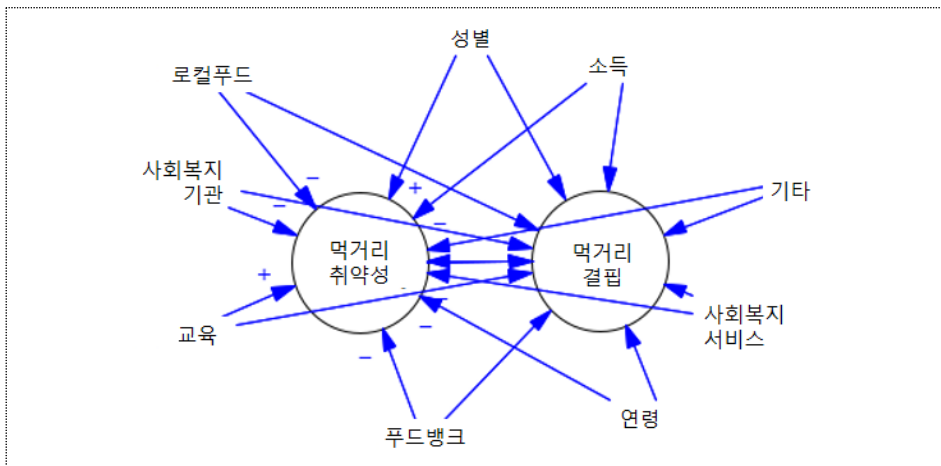 성별
소득
로컬푸드
사회복지
기관
기타
+
−
−
−
먹거리
취약성
먹거리
결핍
+
−
−
−
교육
사회복지
서비스
연령
푸드뱅크